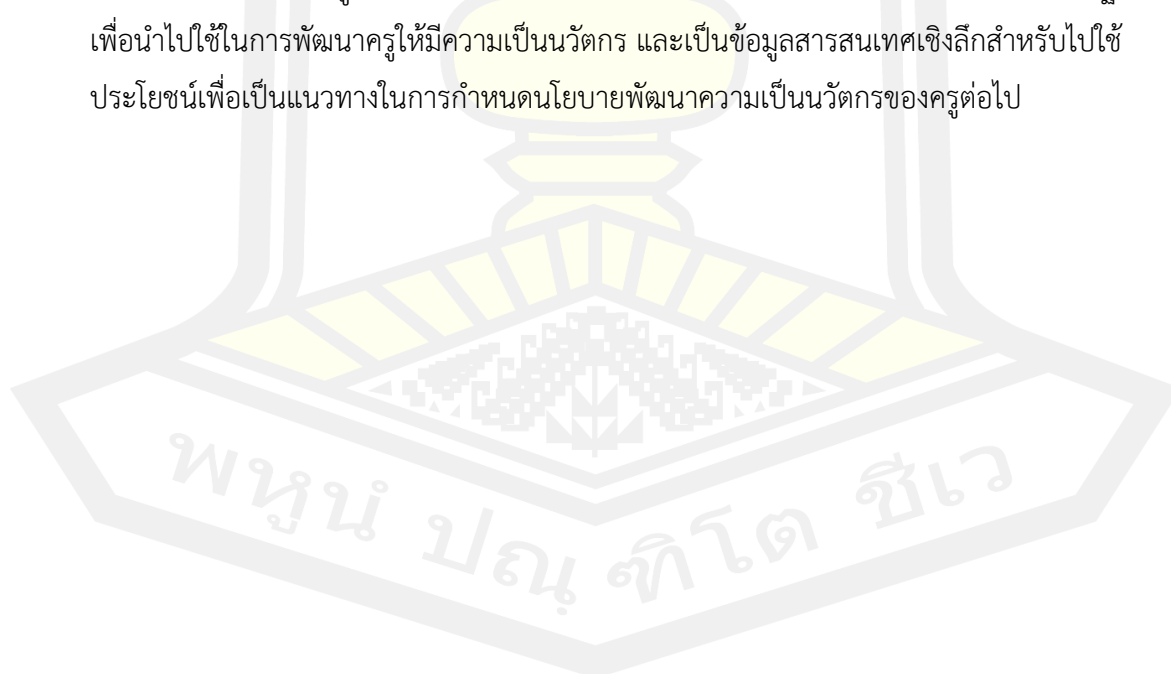 เพื่อนำไปใช้ในการพัฒนาครูให้มีความเป็นนวัตกร และเป็นข้อมูลสารสนเทศเชิงลึกสำหรับไปใช้
ประโยชน์เพื่อเป็นแนวทางในการกำหนดนโยบายพัฒนาความเป็นนวัตกรของครูต่อไป
พหูนํ ปณฺฑิโต ชีเว